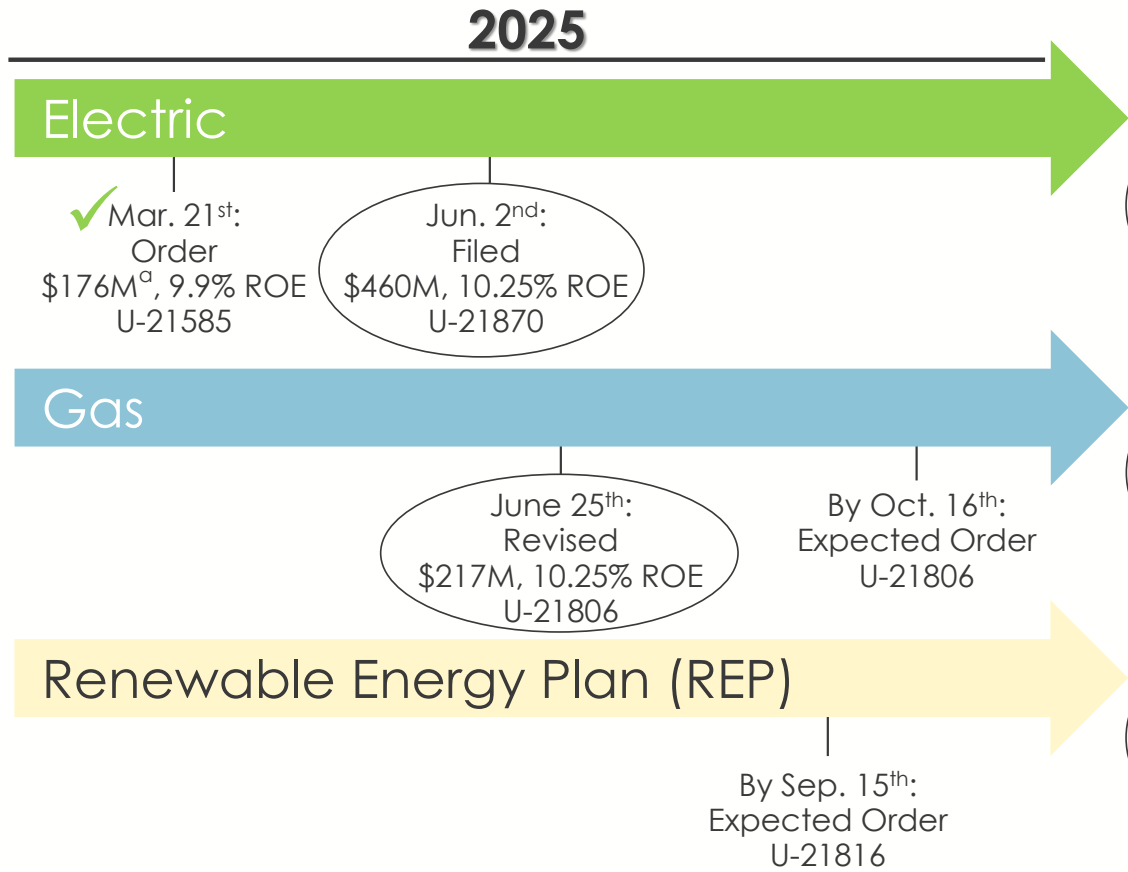 2025
Electric
Mar. 21st:
Order
$176Mª, 9.9% ROE
U-21585
Jun. 2nd:
Filed
$460M, 10.25% ROE
U-21870
Gas
June 25th:
Revised
$217M, 10.25% ROE
U-21806
By Oct. 16th:
Expected Order
U-21806
Renewable Energy Plan (REP)
By Sep. 15th:
Expected Order
U-21816